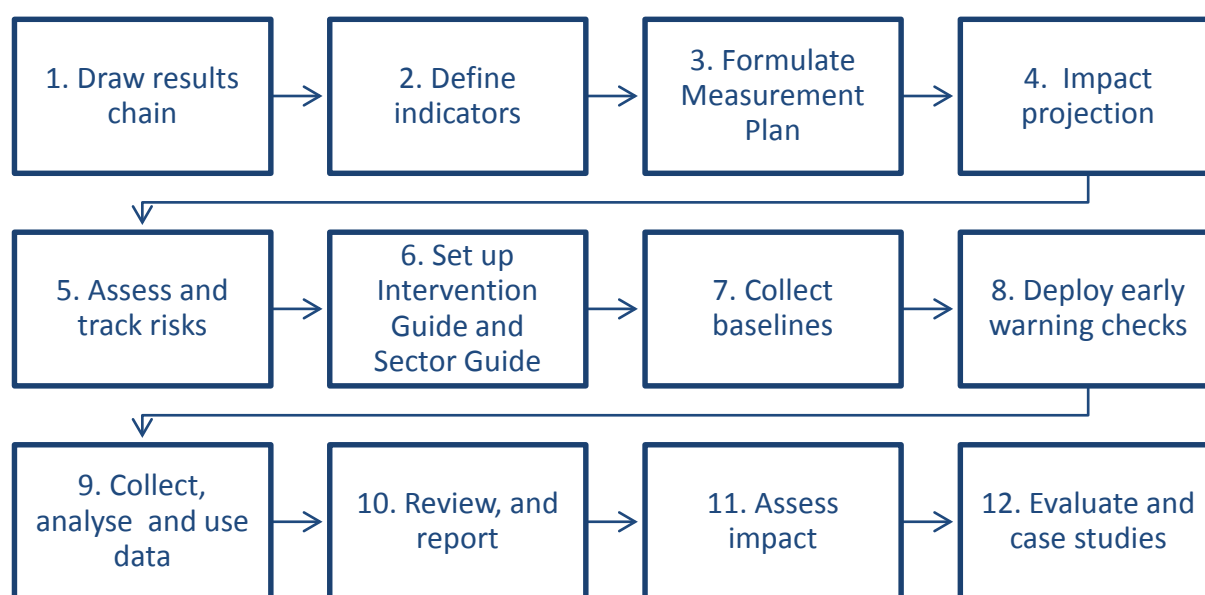 1. Draw results
chain
2. Define
indicators
3. Formulate
Measurement
Plan
4. Impact
projection
5. Assess and
track risks
6. Set up
Intervention
Guide and
Sector Guide
7. Collect
baselines
8. Deploy early
warning checks
9. Collect,
analyse and use
data
10. Review, and
report
11. Assess
impact
12. Evaluate and
case studies